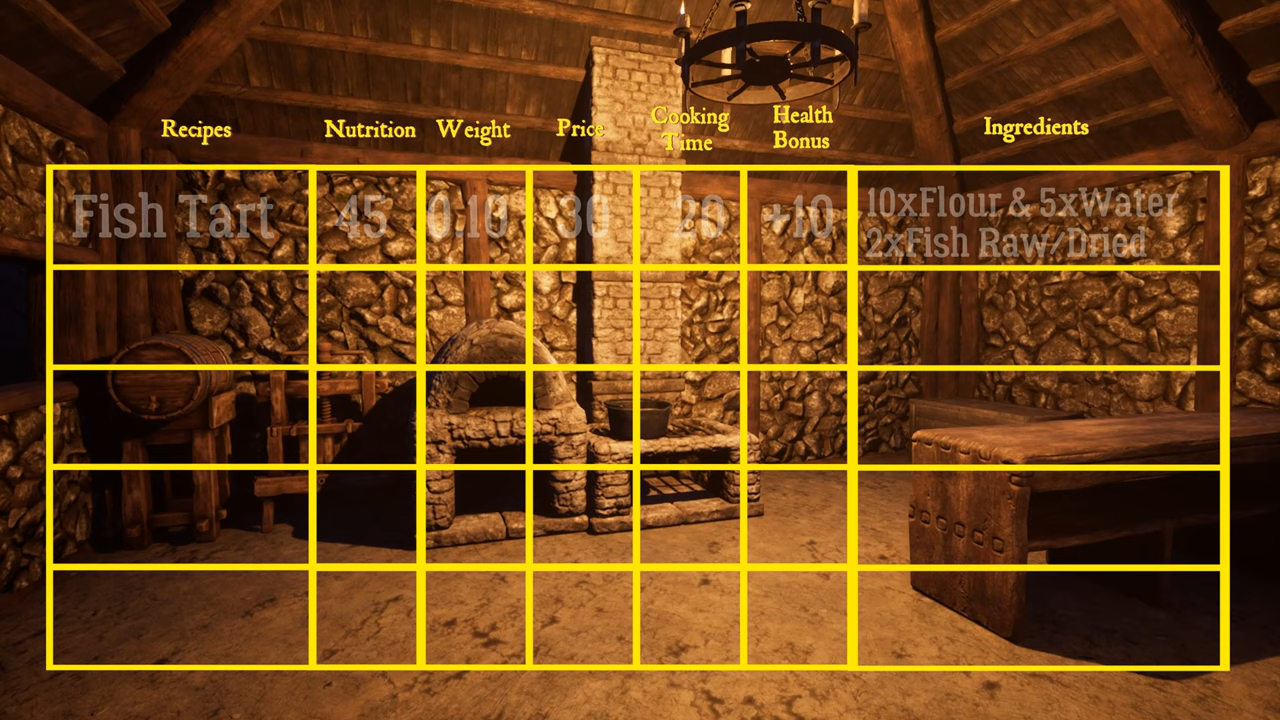 Recipes Nutrition Weight Price Cooking Time Health Bonus Ingredients
Fish Tart 45 0.10 30 20 +10 10xFlour & 5xWater
2xFish Raw/Dried